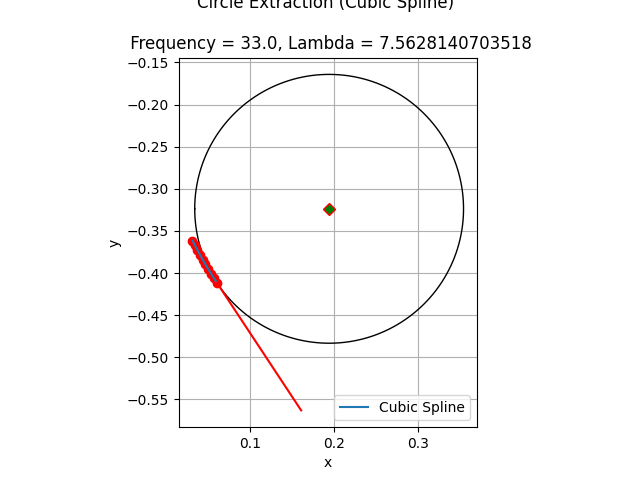 Circle Extraction (Cubic Spline)
Frequency = 33.0, Lambda = 7.5628140703518
−0.15
−0.20
−0.25
−0.30
−0.35
−0.40
−0.45
−0.50
−0.55
y
Cubic Spline
0.1 0.2 0.3
x